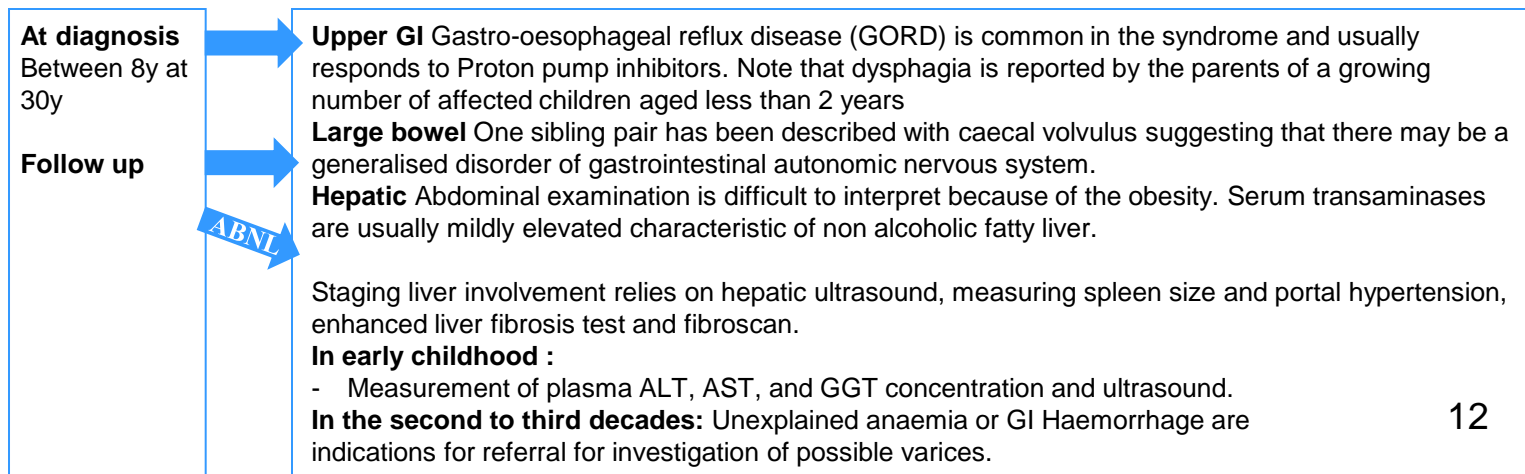 At diagnosis
Between 8y at
30y
Follow up
ABNL
Upper GI Gastro-oesophageal reflux disease (GORD) is common in the syndrome and usually
responds to Proton pump inhibitors. Note that dysphagia is reported by the parents of a growing
number of affected children aged less than 2 years
Large bowel One sibling pair has been described with caecal volvulus suggesting that there may be a
generalised disorder of gastrointestinal autonomic nervous system.
Hepatic Abdominal examination is difficult to interpret because of the obesity. Serum transaminases
are usually mildly elevated characteristic of non alcoholic fatty liver.
Staging liver involvement relies on hepatic ultrasound, measuring spleen size and portal hypertension,
enhanced liver fibrosis test and fibroscan.
In early childhood :
- Measurement of plasma ALT, AST, and GGT concentration and ultrasound.
In the second to third decades: Unexplained anaemia or GI Haemorrhage are
indications for referral for investigation of possible varices.
12